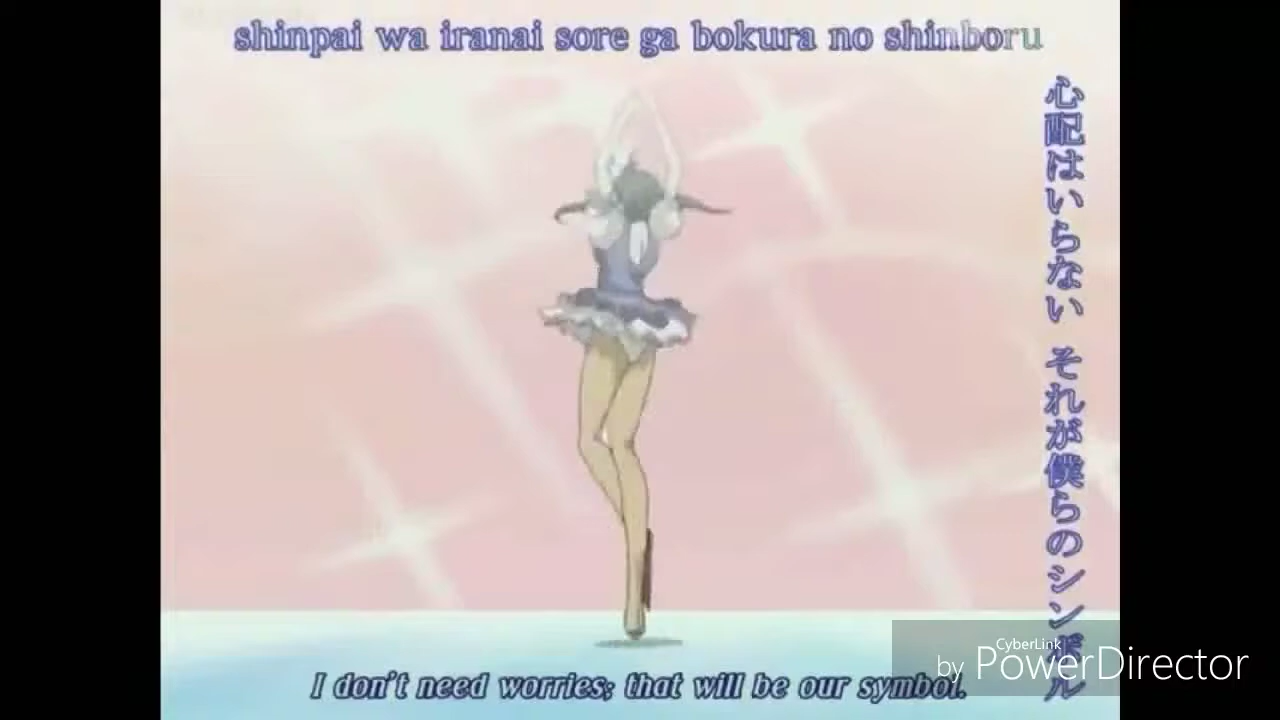 shinpai wa iranai sore ga bokura no shinboru
心配はいらない それが僕らのシンボル
CyberLink
by PowerDirector
I don't need worries; that will be our symbol.